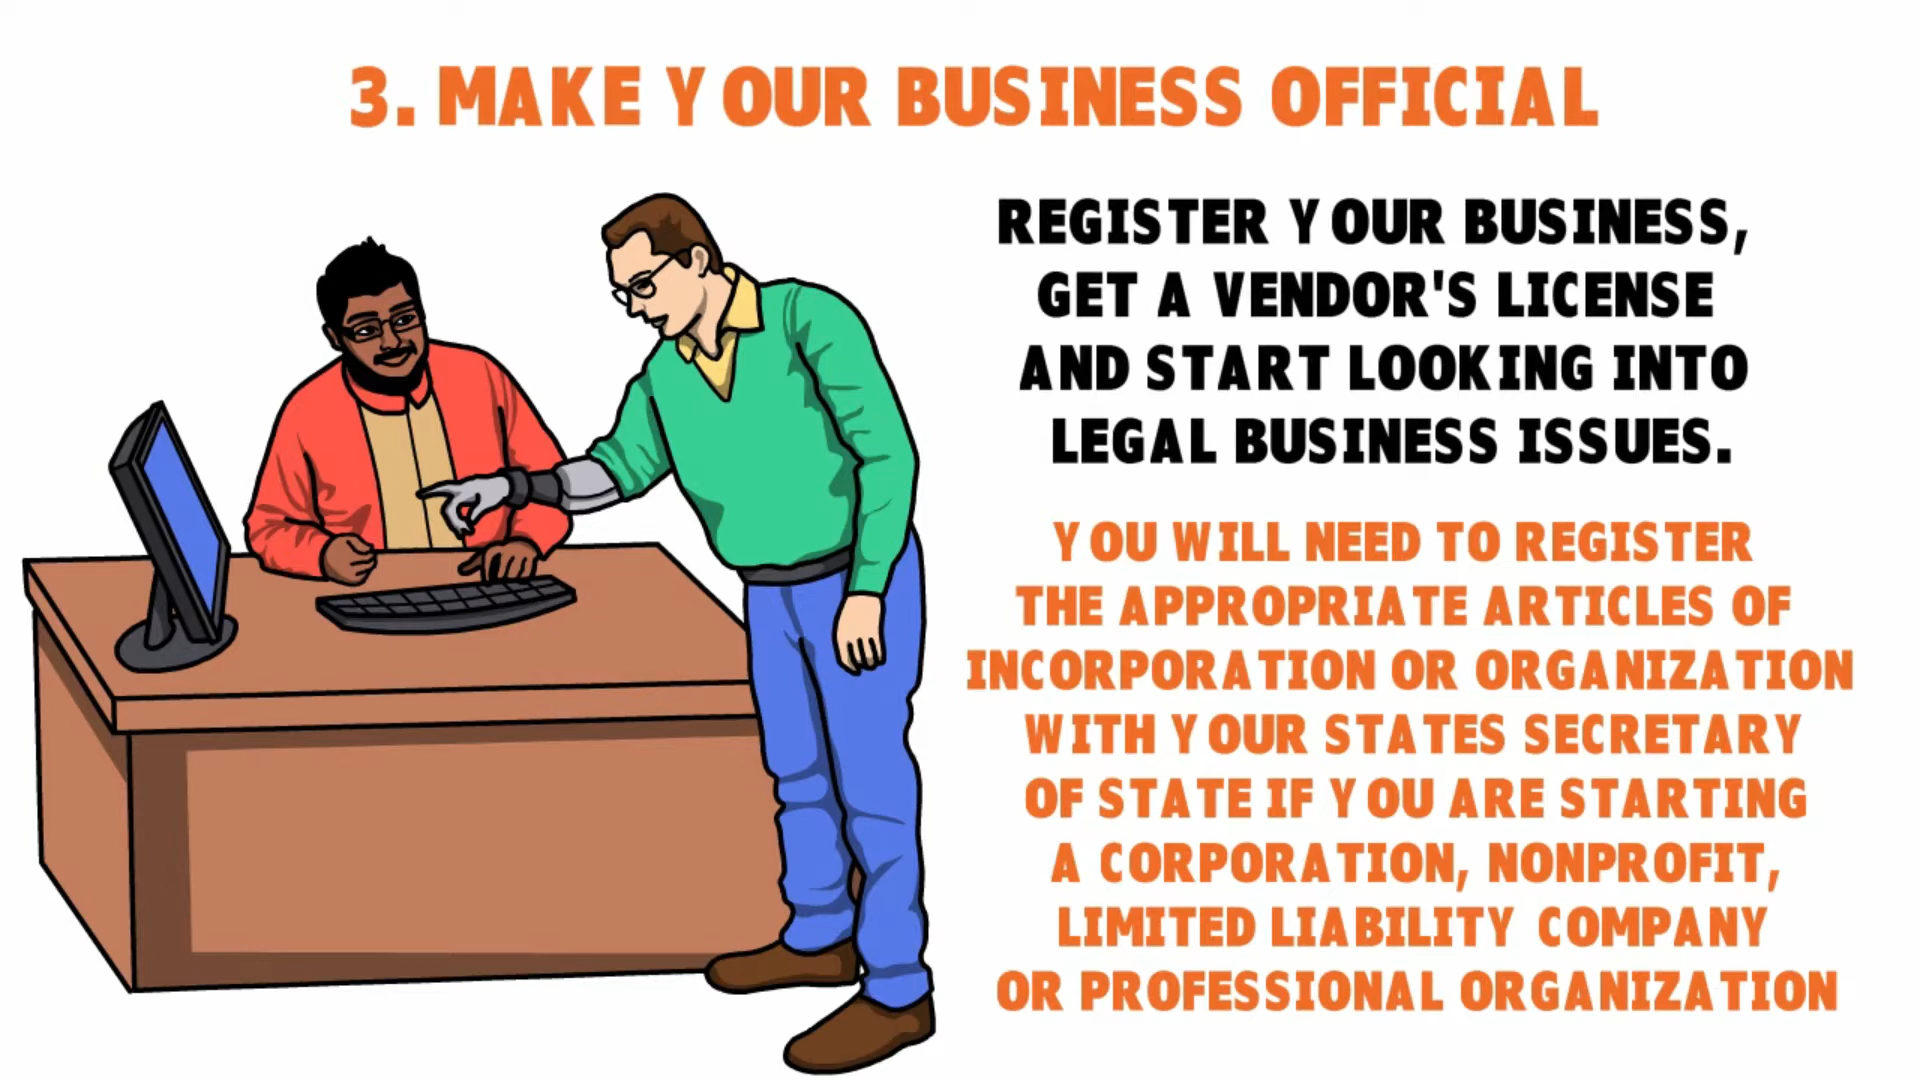 3. MAKE YOUR BUSINESS OFFICIAL
REGISTER YOUR BUSINESS,
GET A VENDOR'S LICENSE
AND START LOOKING INTO
LEGAL BUSINESS ISSUES.
YOU WILL NEED TO REGISTER
THE APPROPRIATE ARTICLES OF
INCORPORATION OR ORGANIZATION
WITH YOUR STATES SECRETARY
OF STATE IF YOU ARE STARTING
A CORPORATION, NONPROFIT,
LIMITED LIABILITY COMPANY
OR PROFESSIONAL ORGANIZATION